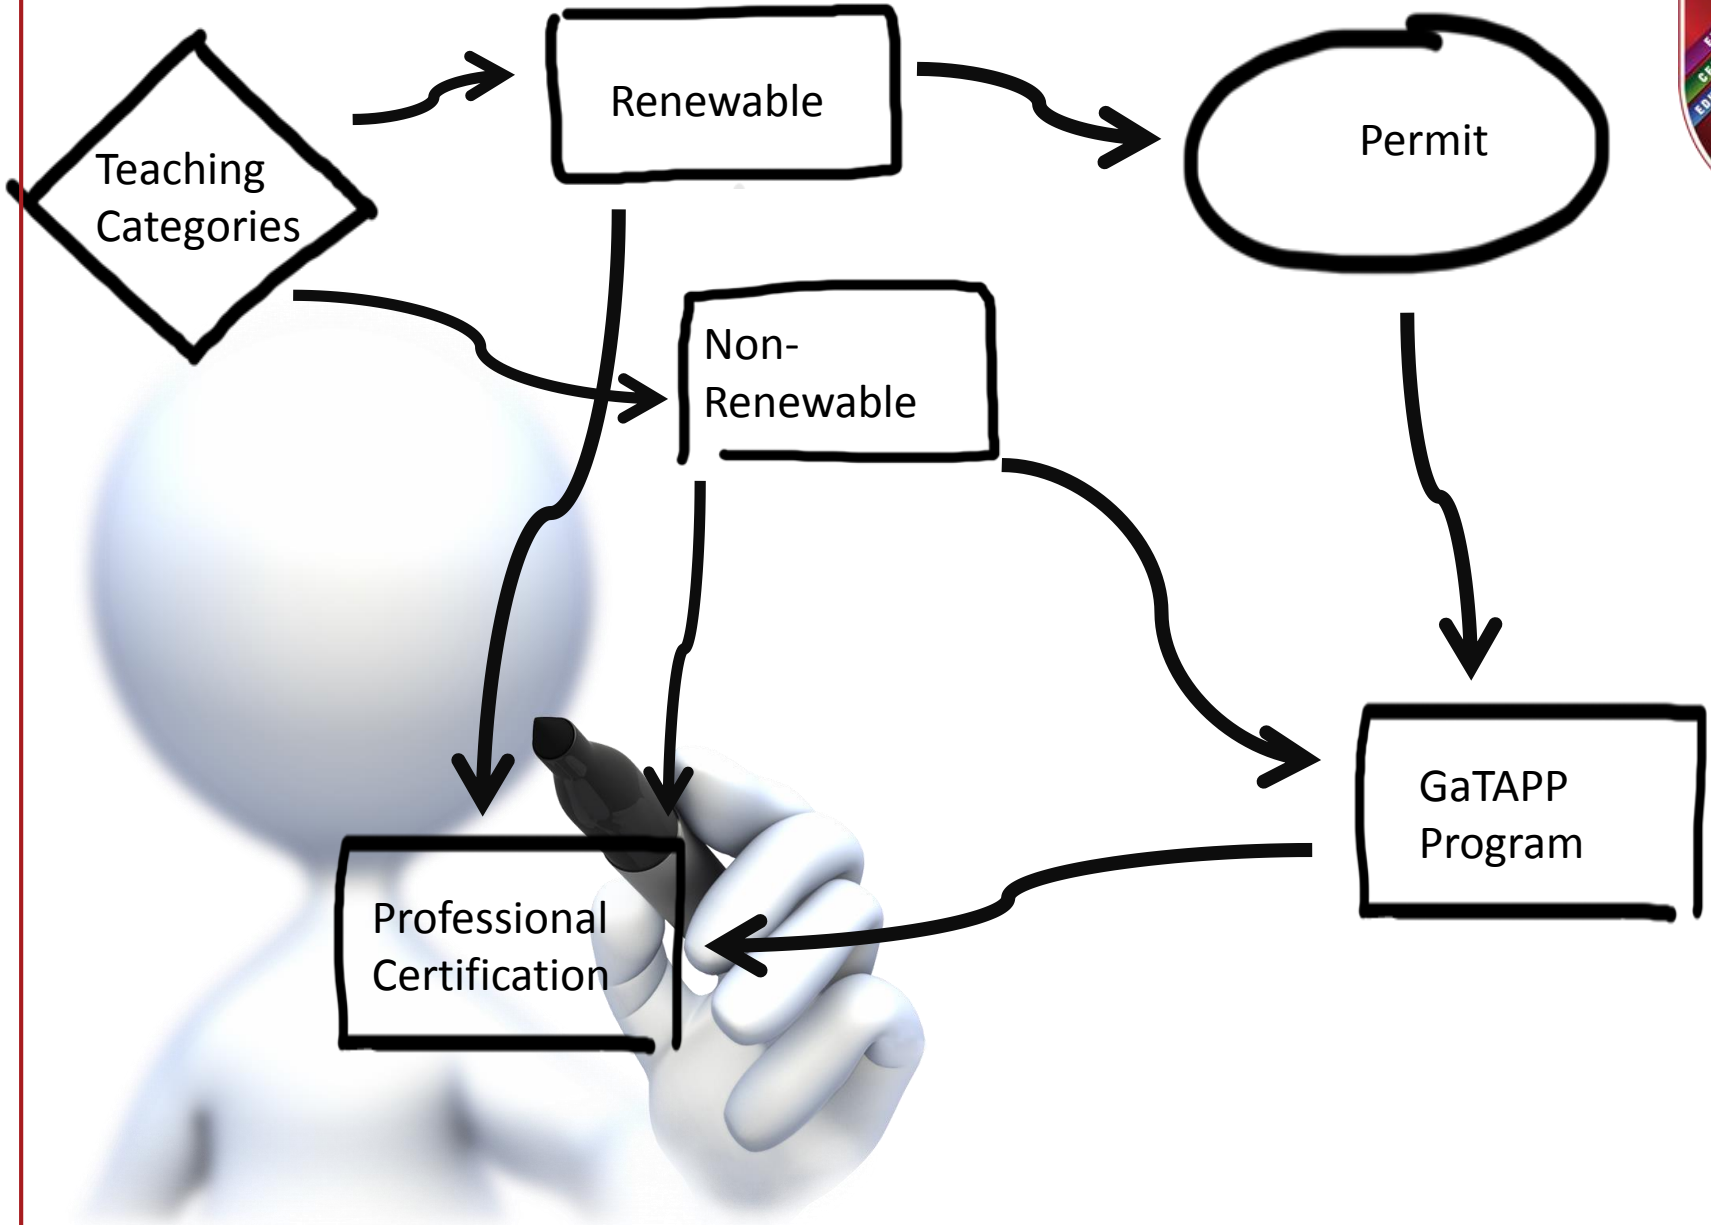 Renewable
Permit
Teaching
Categories
Non-
Renewable
GaTAPP
Program
Professional
Certification